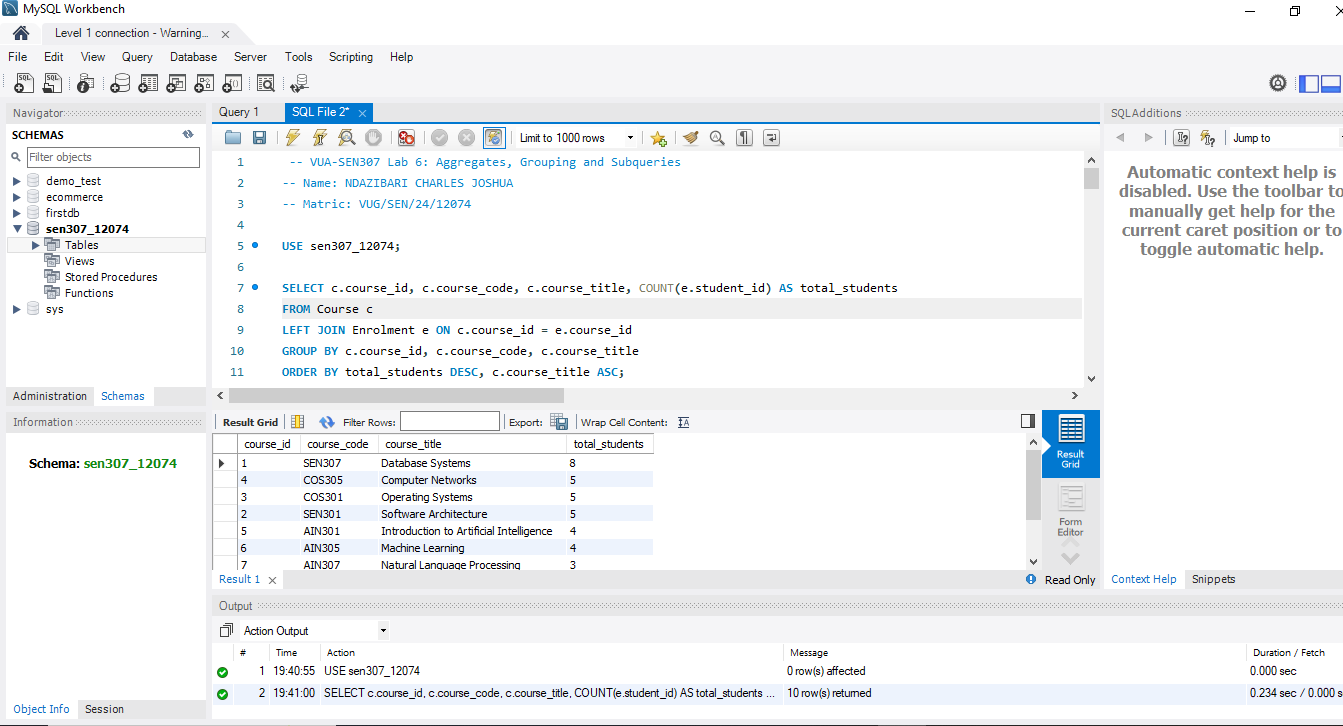 MySQL Workbench
Level 1 connection - Warning...
File Edit View Query Database Server Tools Scripting Help
Navigator
SCHEMAS
Filter objects
demo_test
ecommerce
firstdb
sen307_12074
Tables
Views
Stored Procedures
Functions
sys
Administration Schemas
Information
Schema: sen307_12074
Object Info Session
Query 1 SQL File 2*
Limit to 1000 rows
1 -- VUA-SEN307 Lab 6: Aggregates, Grouping and Subqueries
2 -- Name: NDAZIBARI CHARLES JOSHUA
3 -- Matric: VUG/SEN/24/12074
4
5 USE sen307_12074;
6
7 SELECT c.course_id, c.course_code, c.course_title, COUNT(e.student_id) AS total_students
8 FROM Course c
9 LEFT JOIN Enrolment e ON c.course_id = e.course_id
10 GROUP BY c.course_id, c.course_code, c.course_title
11 ORDER BY total_students DESC, c.course_title ASC;
Result Grid Filter Rows: Export: Wrap Cell Content:
course_id course_code course_title total_students
1 SEN307 Database Systems 8
4 COS305 Computer Networks 5
3 COS301 Operating Systems 5
2 SEN301 Software Architecture 5
5 AIN301 Introduction to Artificial Intelligence 4
6 AIN305 Machine Learning 4
7 AIN307 Natural Language Processing 3
Result Grid
Form Editor
Result 1 Read Only
Output
Action Output
# Time Action Message Duration / Fetch
1 19:40:55 USE sen307_12074 0 row(s) affected 0.000 sec
2 19:41:00 SELECT c.course_id, c.course_code, c.course_title, COUNT(e.student_id) AS total_students ... 10 row(s) returned 0.234 sec / 0.000 s
SQLAdditions
Jump to
Automatic context help is
disabled. Use the toolbar to
manually get help for the
current caret position or to
toggle automatic help.
Context Help Snippets